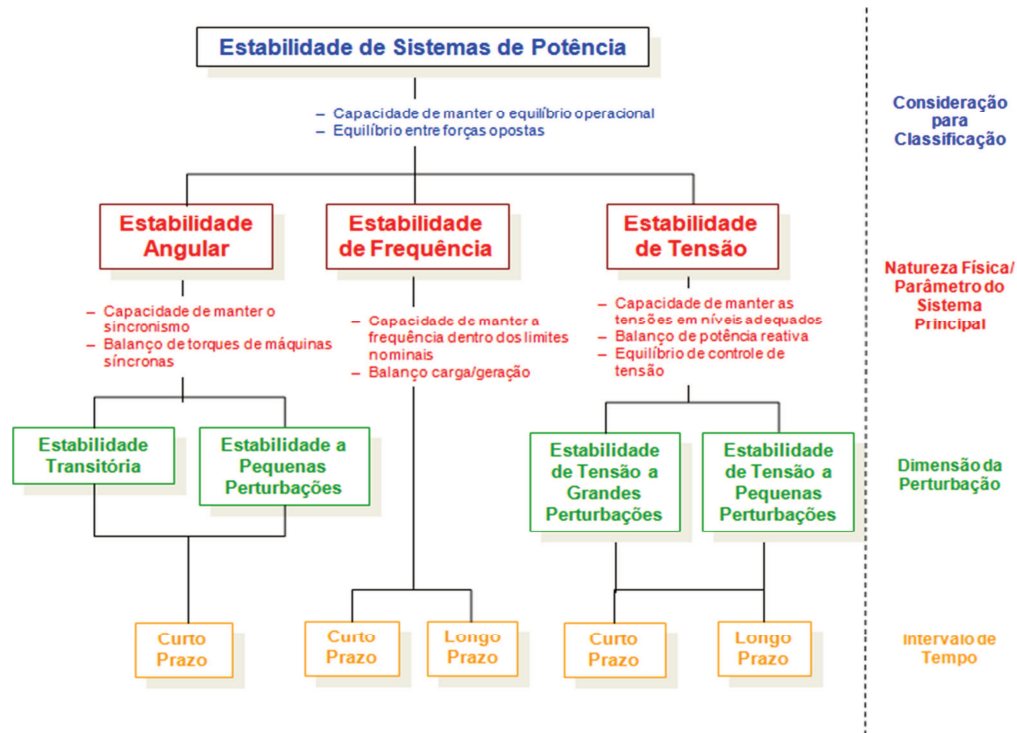 Estabilidade de Sistemas de Potência
– Capacidade de manter o equilíbrio operacional
– Equilíbrio entre forças opostas
Consideração
para
Classificação
Estabilidade
Angular
Estabilidade
de Frequência
Estabilidade
de Tensão
Natureza Física/
Parâmetro do
Sistema
Principal
– Capacidade de manter o
sincronismo
– Balanço de torques de máquinas
síncronas
– Capacidade de manter a
frequência dentro dos limites
nominais
– Balanço carga/geração
– Capacidade de manter as
tensões em níveis adequados
– Balanço de potência reativa
– Equilíbrio de controle de
tensão
Estabilidade
Transitória
Estabilidade a
Pequenas
Perturbações
Estabilidade
de Tensão a
Grandes
Perturbações
Estabilidade
de Tensão a
Pequenas
Perturbações
Dimensão da
Perturbação
Curto
Prazo
Curto
Prazo
Longo
Prazo
Curto
Prazo
Longo
Prazo
Intervalo de
Tempo